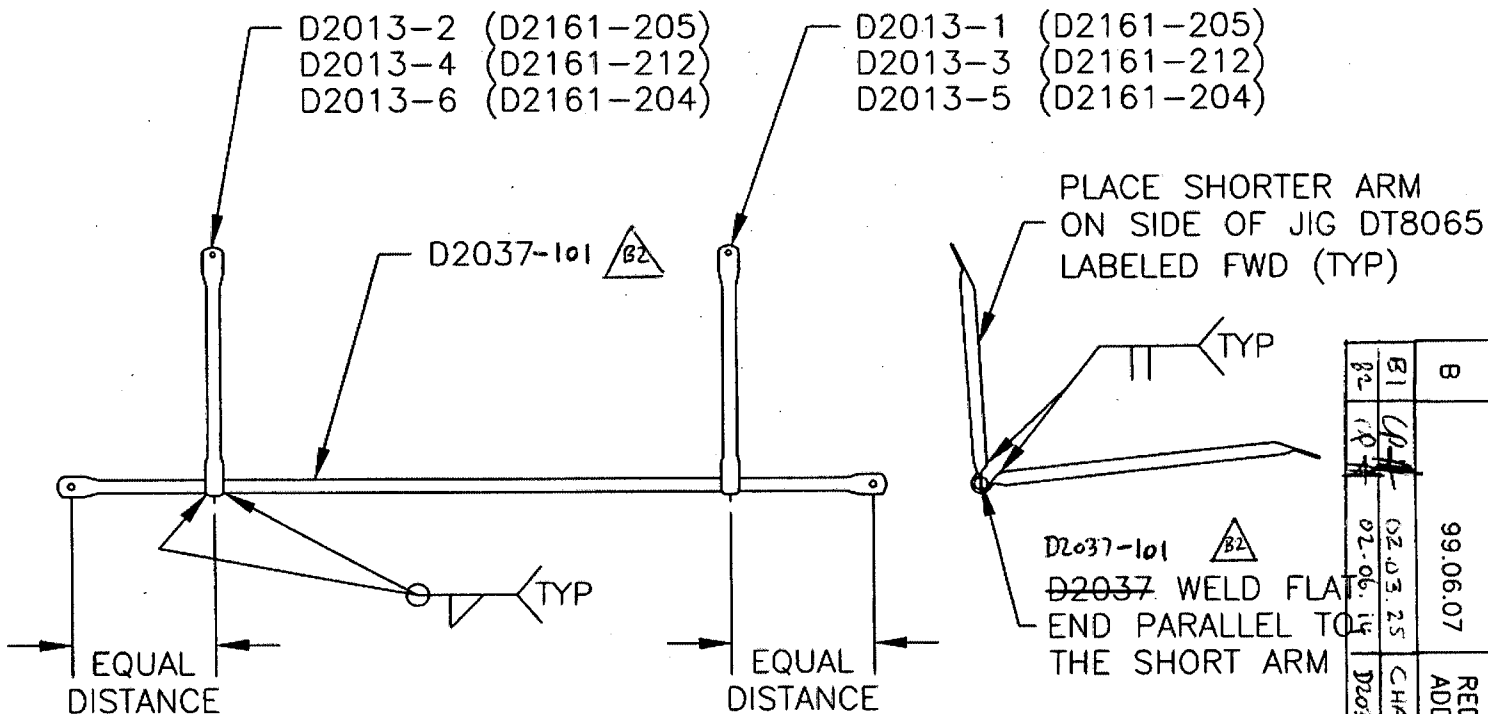 D2013-2 (D2161-205)
D2013-4 (D2161-212)
D2013-6 (D2161-204)
D2013-1 (D2161-205)
D2013-3 (D2161-212)
D2013-5 (D2161-204)
PLACE SHORTER ARM
ON SIDE OF JIG DT8065
LABELED FWD (TYP)
D2037-101 B2
TYP
TYP
D2037-101 B2
D2037 WELD FLAT
END PARALLEL TO
THE SHORT ARM
EQUAL
DISTANCE
EQUAL
DISTANCE
B 99.06.07
B1 02.03.25
B2 02.06.14